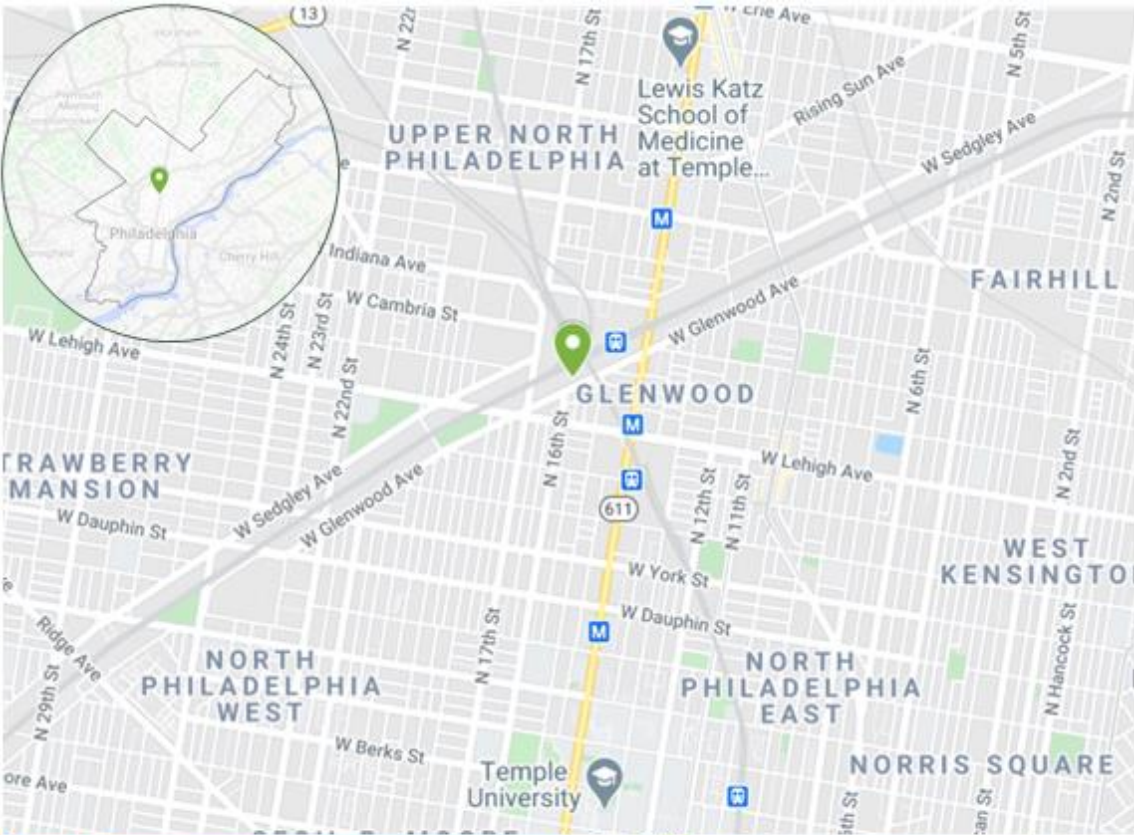 13
W Erie Ave
N 17th St
N 5th St
Lewis Katz
School of
Medicine
at Temple...
Rising Sun Ave
UPPER NORTH
PHILADELPHIA
W Sedgley Ave
N 2nd St
Philadelphia
Cherry Hill
M
Indiana Ave
FAIRHILL
W Cambria St
W Glenwood Ave
N 24th St
N 23rd St
N 22nd St
W Lehigh Ave
GLENWOOD
N 6th St
M
N 16th St
W Lehigh Ave
N 2nd St
TRAWBERRY
MANSION
W Sedgley Ave
W Glenwood Ave
611
N 12th St
N 11th St
W Dauphin St
WEST
KENSINGTO
W York St
W Dauphin St
M
Ridge Ave
N 17th St
N Hancock St
N 29th St
NORTH
PHILADELPHIA
WEST
NORTH
PHILADELPHIA
EAST
W Berks St
NORRIS SQUARE
Temple
University
ore Ave